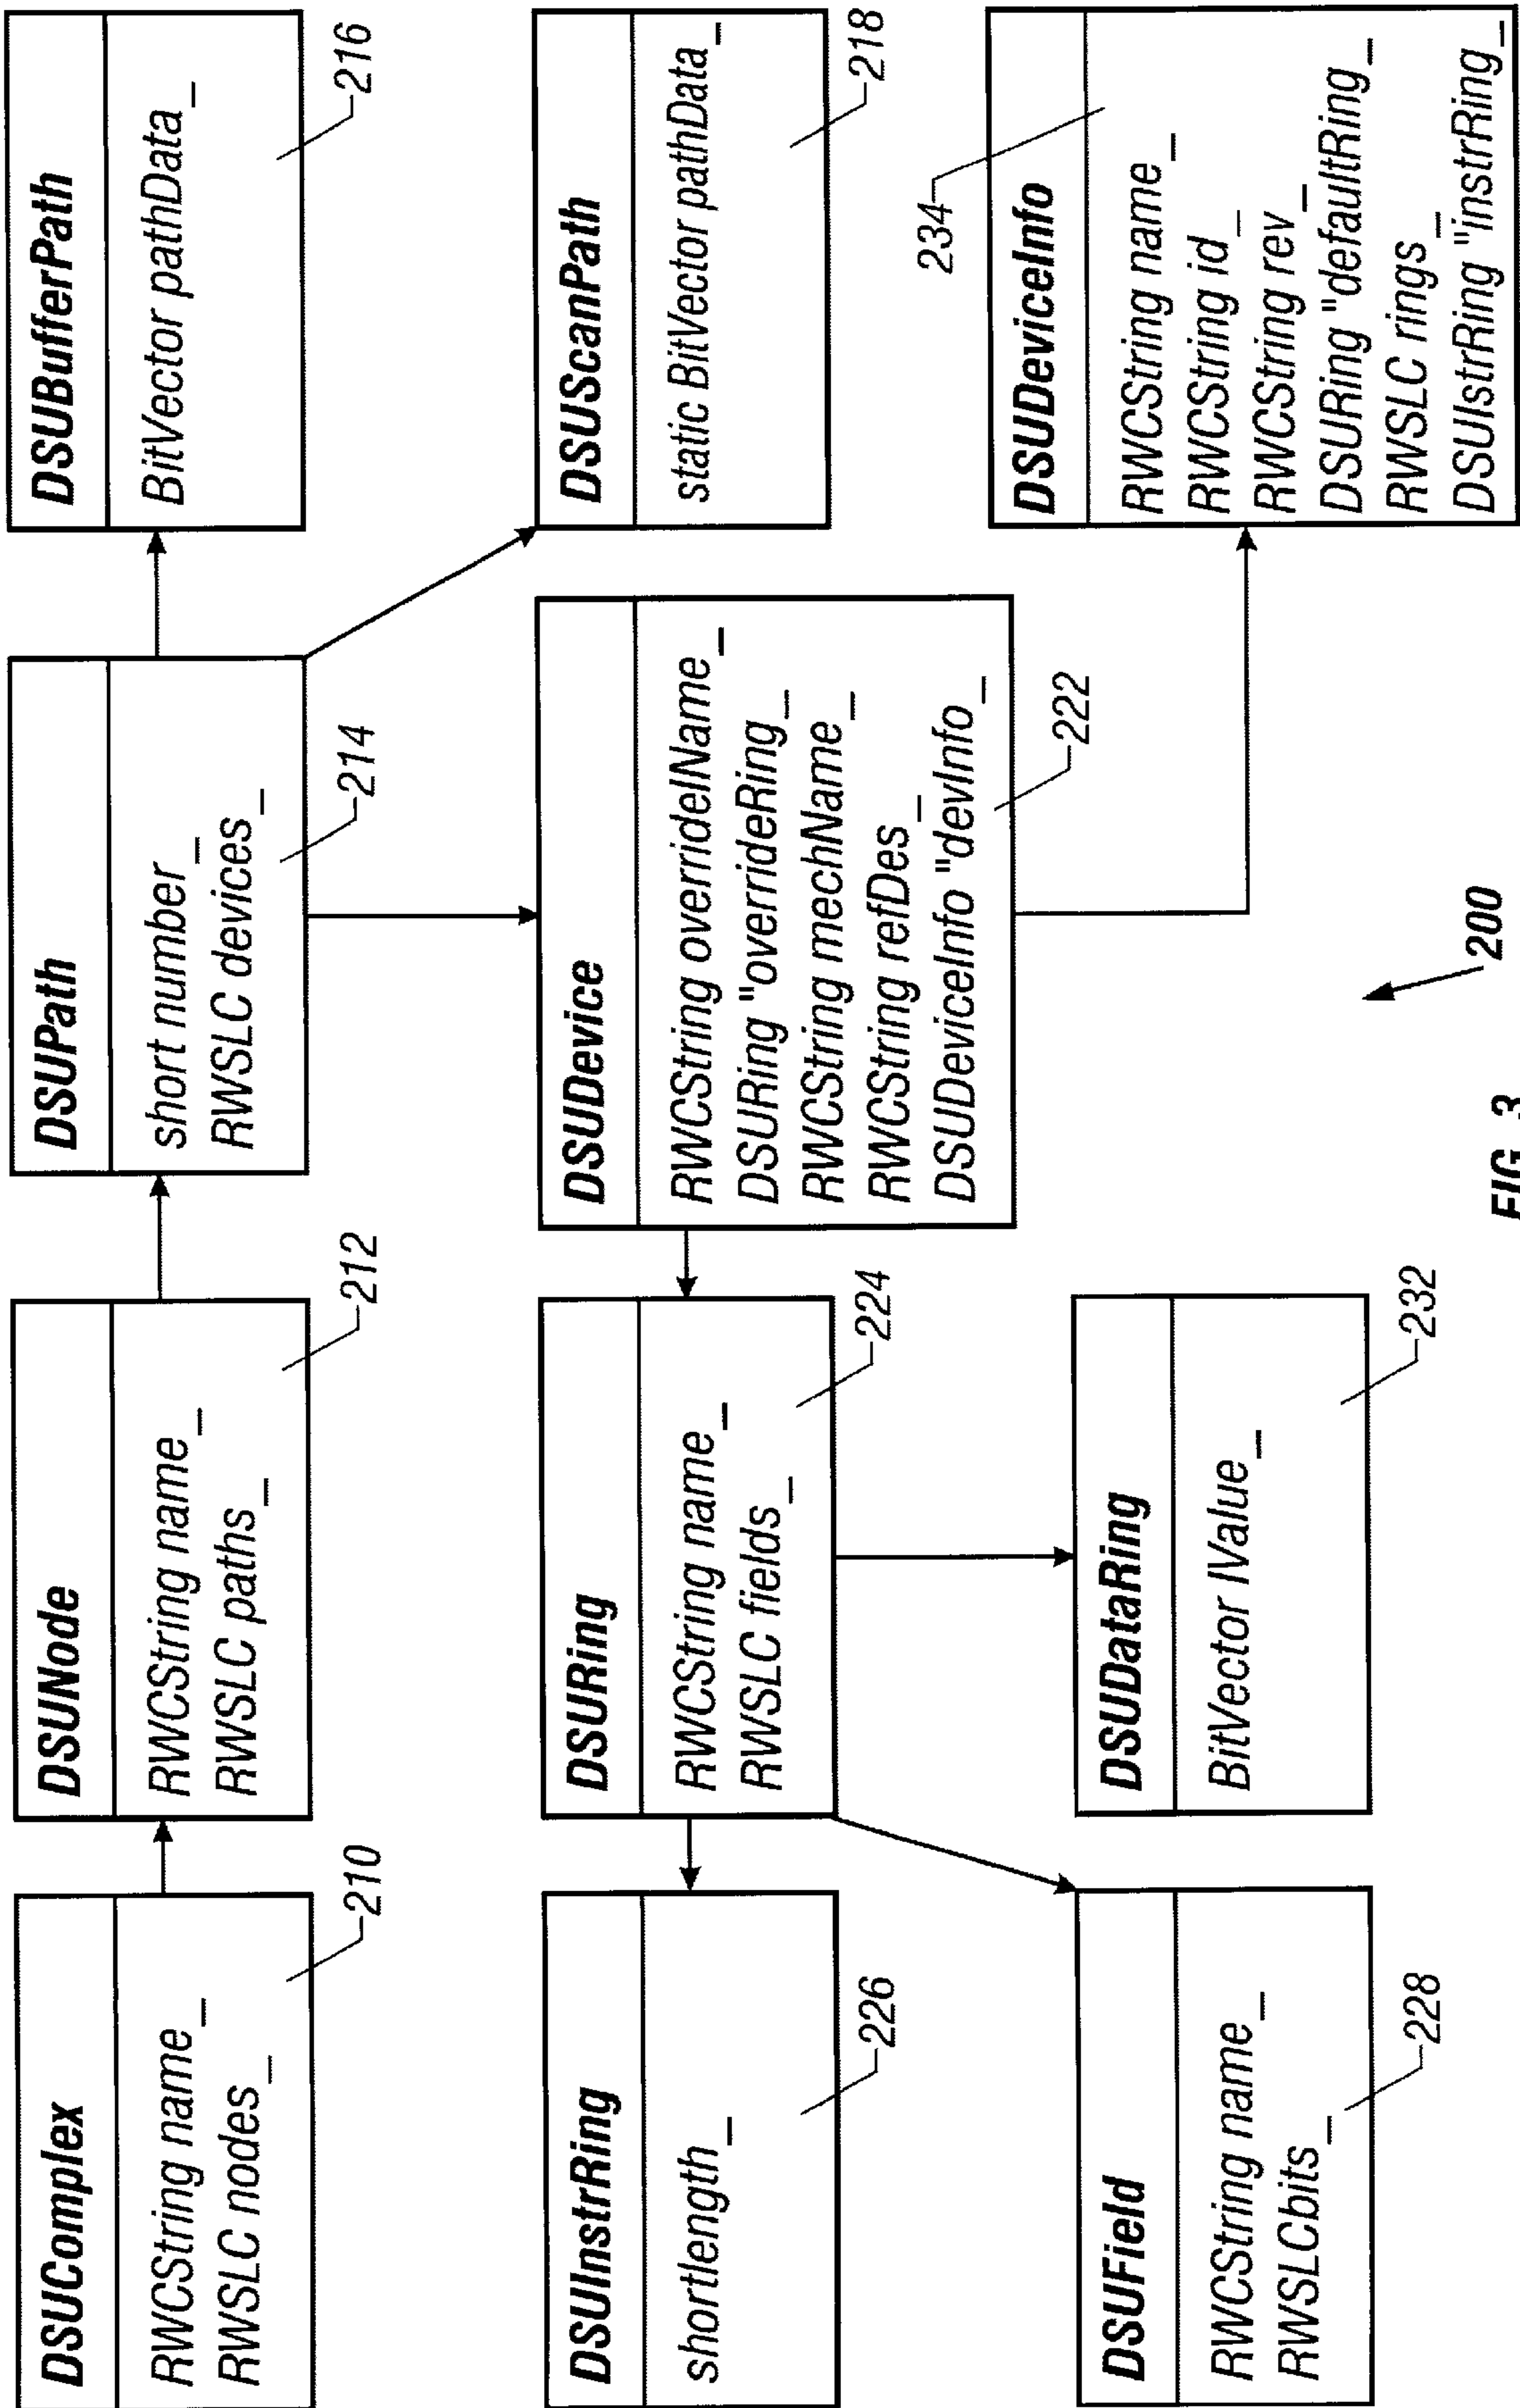 DSUComplex
RWCString name_
RWSLC nodes_
210
DSUNode
RWCString name_
RWSLC paths_
212
DSUPath
short number_
RWSLC devices_
214
DSUBufferPath
BitVector pathData_
216
DSUInstrRing
shortlength_
226
DSURing
RWCString name_
RWSLC fields_
224
DSUDevice
RWCString overrideIName_
DSURing "overrideRing_
RWCString mechName_
RWCString refDes_
DSUDeviceInfo "devInfo_
222
DSUScanPath
static BitVector pathData_
218
DSUField
RWCString name_
RWSLCbits_
228
DSUDataRing
BitVector IValue_
232
234
DSUDeviceInfo
RWCString name_
RWCString id_
RWCString rev_
DSURing "defaultRing_
RWSLC rings_
DSUIstrRing "instrRing_
200
FIG. 3